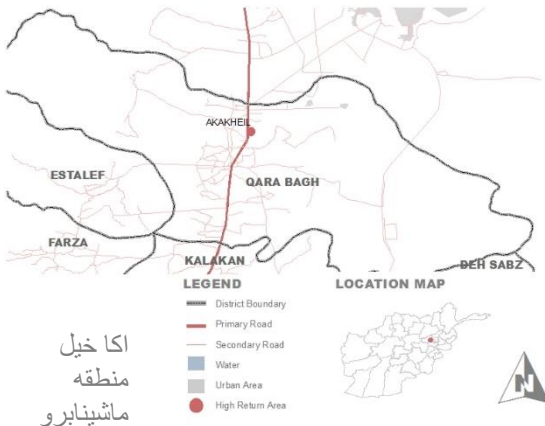 AKAKHEIL
ESTALEF
QARA BAGH
FARZA
KALAKAN
DEH SABZ
LEGEND
District Boundary
Primary Road
Secondary Road
Water
Urban Area
High Return Area
LOCATION MAP
N
اکا خیل
منطقه
ماشینابرو